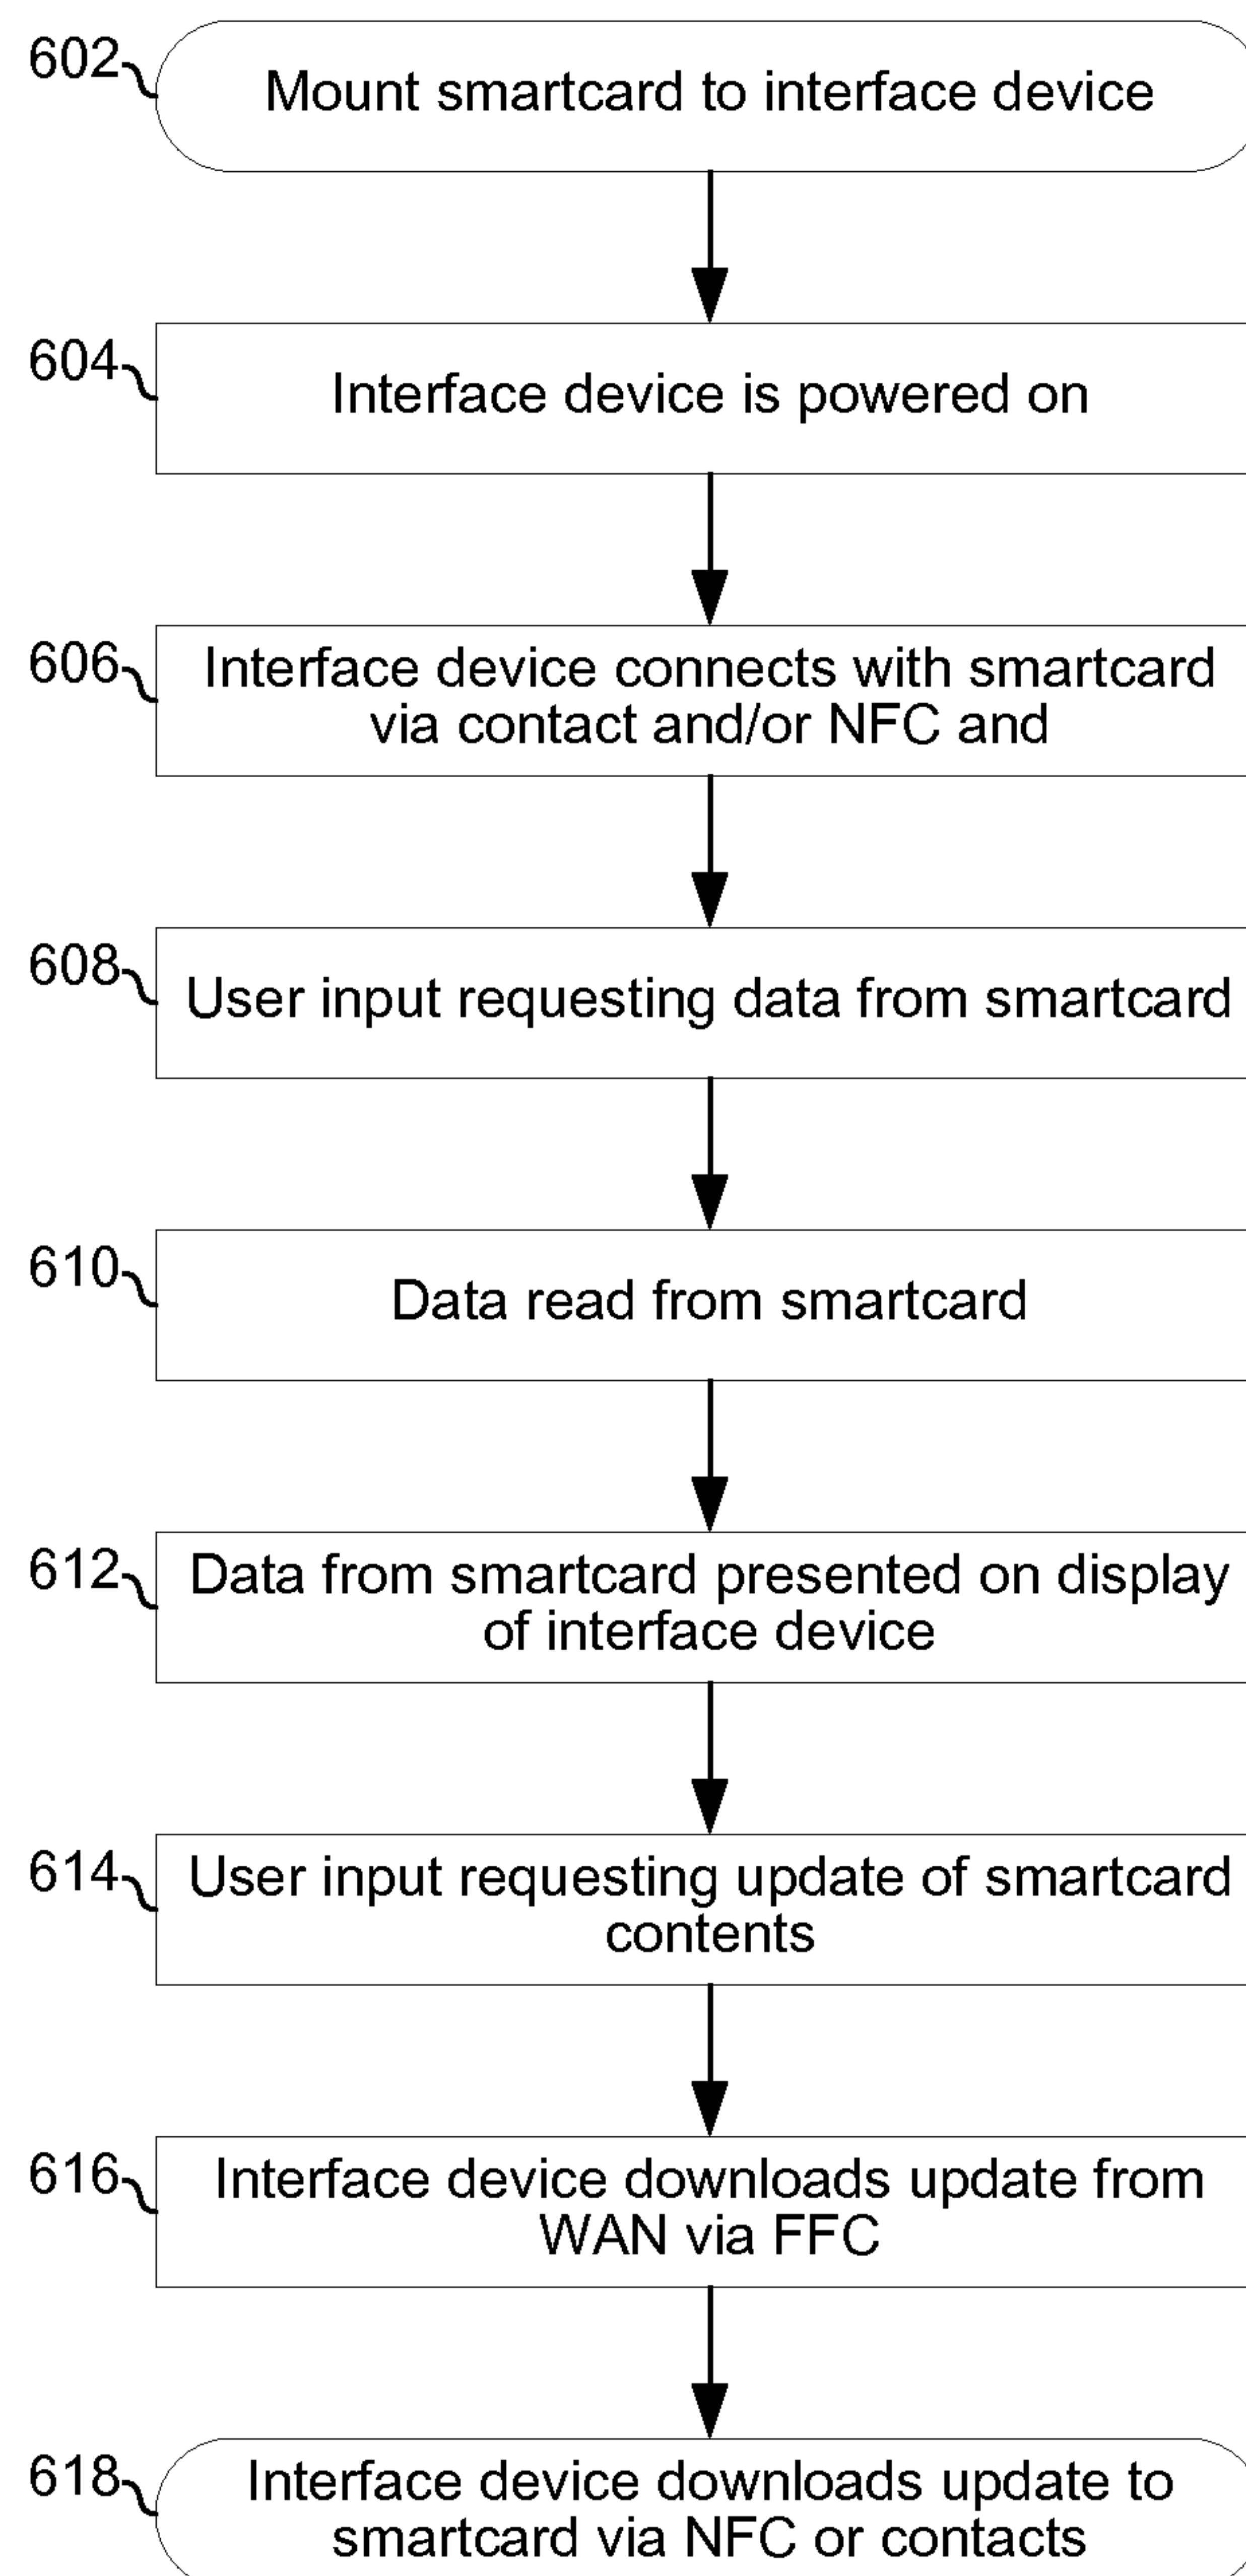 602
Mount smartcard to interface device
604
Interface device is powered on
606
Interface device connects with smartcard
via contact and/or NFC and
608
User input requesting data from smartcard
610
Data read from smartcard
612
Data from smartcard presented on display
of interface device
614
User input requesting update of smartcard
contents
616
Interface device downloads update from
WAN via FFC
618
Interface device downloads update to
smartcard via NFC or contacts